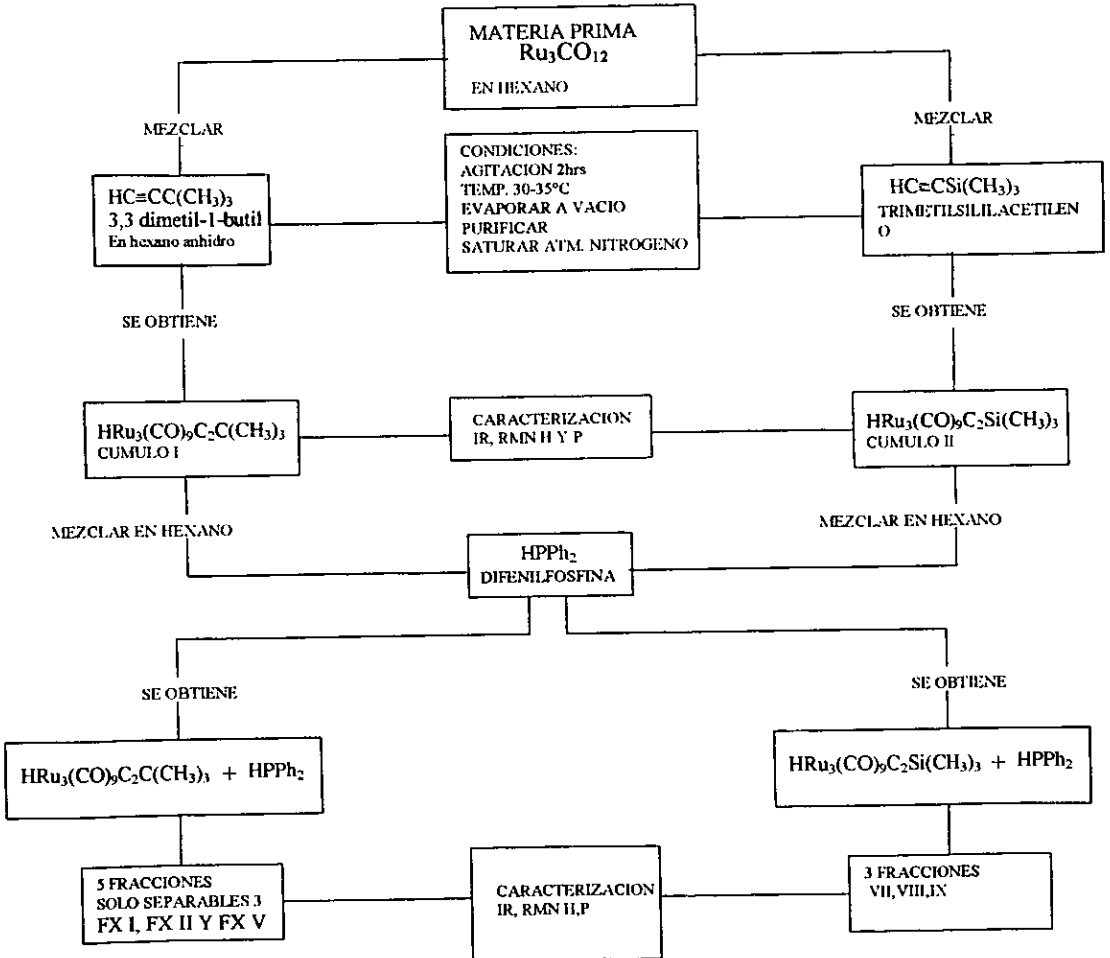 MATERIA PRIMA
Ru₃CO₁₂
EN HEXANO
MEZCLAR
MEZCLAR
HC≡CC(CH₃)₃
3,3 dimetil-1-butil
En hexano anhidro
CONDICIONES:
AGITACION 2hrs
TEMP. 30-35ºC
EVAPORAR A VACIO
PURIFICAR
SATURAR ATM. NITROGENO
HC≡CSi(CH₃)₃
TRIMETILSILILACETILEN
O
SE OBTIENE
SE OBTIENE
HRu₃(CO)₉C₂C(CH₃)₃
CUMULO I
CARACTERIZACION
IR, RMN H Y P
HRu₃(CO)₉C₂Si(CH₃)₃
CUMULO II
MEZCLAR EN HEXANO
MEZCLAR EN HEXANO
HPPh₂
DIFENILFOSFINA
SE OBTIENE
SE OBTIENE
HRu₃(CO)₉C₂C(CH₃)₃ + HPPh₂
HRu₃(CO)₉C₂Si(CH₃)₃ + HPPh₂
5 FRACCIONES
SOLO SEPARABLES 3
FX I, FX II Y FX V
CARACTERIZACION
IR, RMN H,P
3 FRACCIONES
VII,VIII,IX